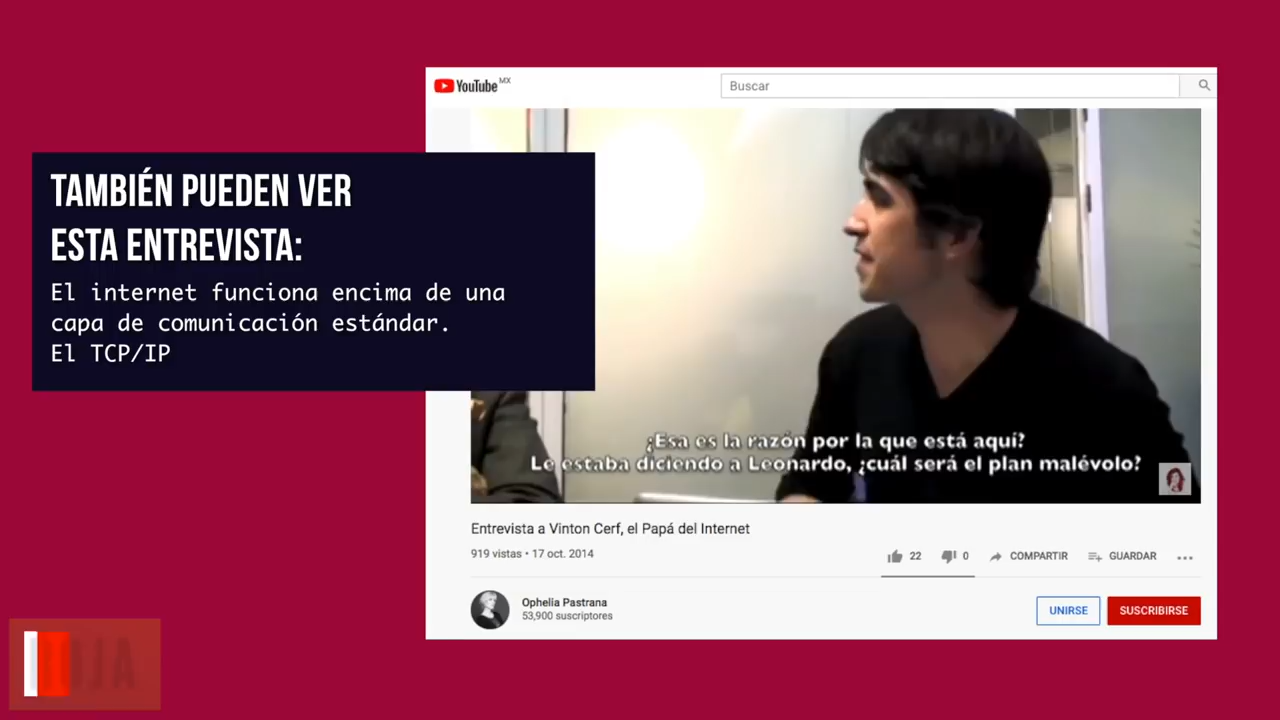 TAMBIÉN PUEDEN VER
ESTA ENTREVISTA:
El internet funciona encima de una
capa de comunicación estándar.
El TCP/IP
YouTube MX
Buscar
¿Esa es la razón por la que está aquí?
Le estaba diciendo a Leonardo, ¿cuál será el plan malévolo?
Entrevista a Vinton Cerf, el Papá del Internet
919 vistas • 17 oct. 2014
22
0
COMPARTIR
GUARDAR
Ophelia Pastrana
53,900 suscriptores
UNIRSE
SUSCRIBIRSE